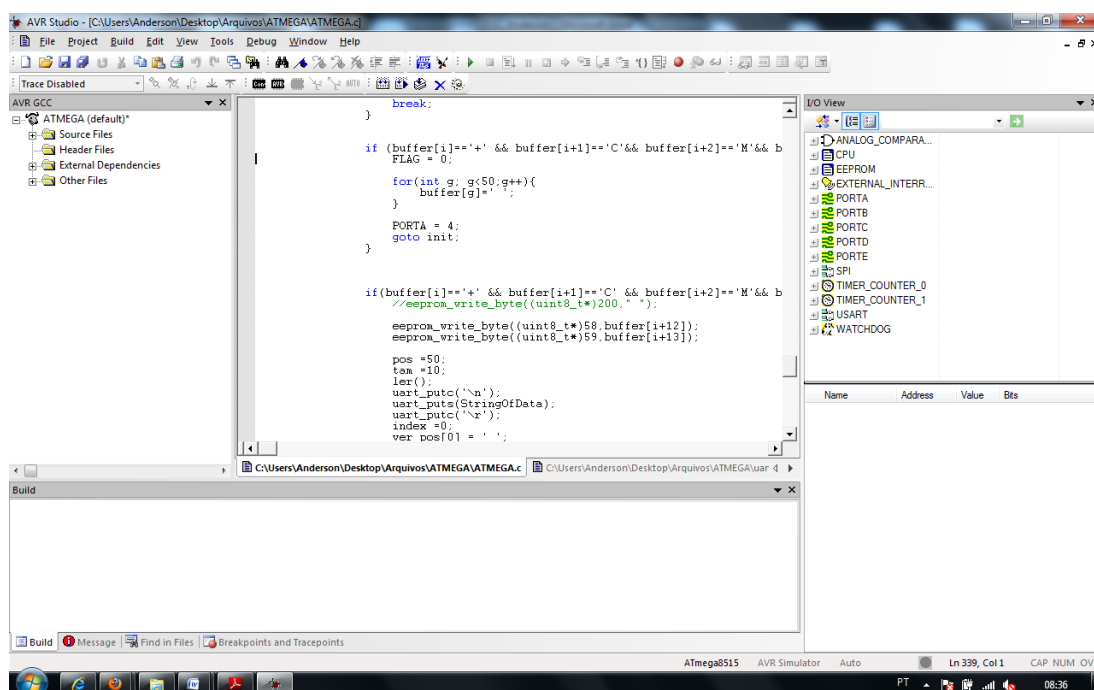 AVR Studio - [C:\Users\Anderson\Desktop\Arquivos\ATMEGA\ATMEGA.c]
File Project Build Edit View Tools Debug Window Help
Trace Disabled
AVR GCC
ATMEGA (default)*
Source Files
Header Files
External Dependencies
Other Files
break;
}
if (buffer[i]=='+' && buffer[i+1]=='C'&& buffer[i+2]=='M'&& b
FLAG = 0;
for(int g; g<50;g++){
buffer[g]=' ';
}
PORTA = 4;
goto init;
}
if(buffer[i]=='+' && buffer[i+1]=='C' && buffer[i+2]=='M'&& b
//eeprom_write_byte((uint8_t*)200," ");
eeprom_write_byte((uint8_t*)58,buffer[i+12]);
eeprom_write_byte((uint8_t*)59,buffer[i+13]);
pos =50;
tam =10;
ler();
uart_putc('\n');
uart_puts(StringOfData);
uart_putc('\r');
index =0;
ver_pos[0] = ' ';
C:\Users\Anderson\Desktop\Arquivos\ATMEGA\ATMEGA.c
C:\Users\Anderson\Desktop\Arquivos\ATMEGA\uar
I/O View
ANALOG_COMPARA...
CPU
EEPROM
EXTERNAL_INTERR...
PORTA
PORTB
PORTC
PORTD
PORTE
SPI
TIMER_COUNTER_0
TIMER_COUNTER_1
USART
WATCHDOG
Name Address Value Bits
Build
Build Message Find in Files Breakpoints and Tracepoints
ATmega8515 AVR Simulator Auto Ln 339, Col 1 CAP NUM OV
PT 08:36